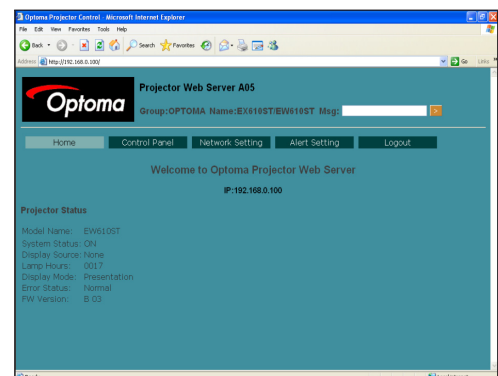 Optoma Projector Control - Microsoft Internet Explorer
File Edit View Favorites Tools Help
Back Search Favorites
Address http://192.168.0.100/ Go Links
Optoma
Projector Web Server A05
Group:OPTOMA Name:EX610ST/EW610ST Msg:
Home Control Panel Network Setting Alert Setting Logout
Welcome to Optoma Projector Web Server
IP:192.168.0.100
Projector Status
Model Name: EW610ST
System Status: ON
Display Source: None
Lamp Hours: 0017
Display Mode: Presentation
Error Status: Normal
FW Version: B 03